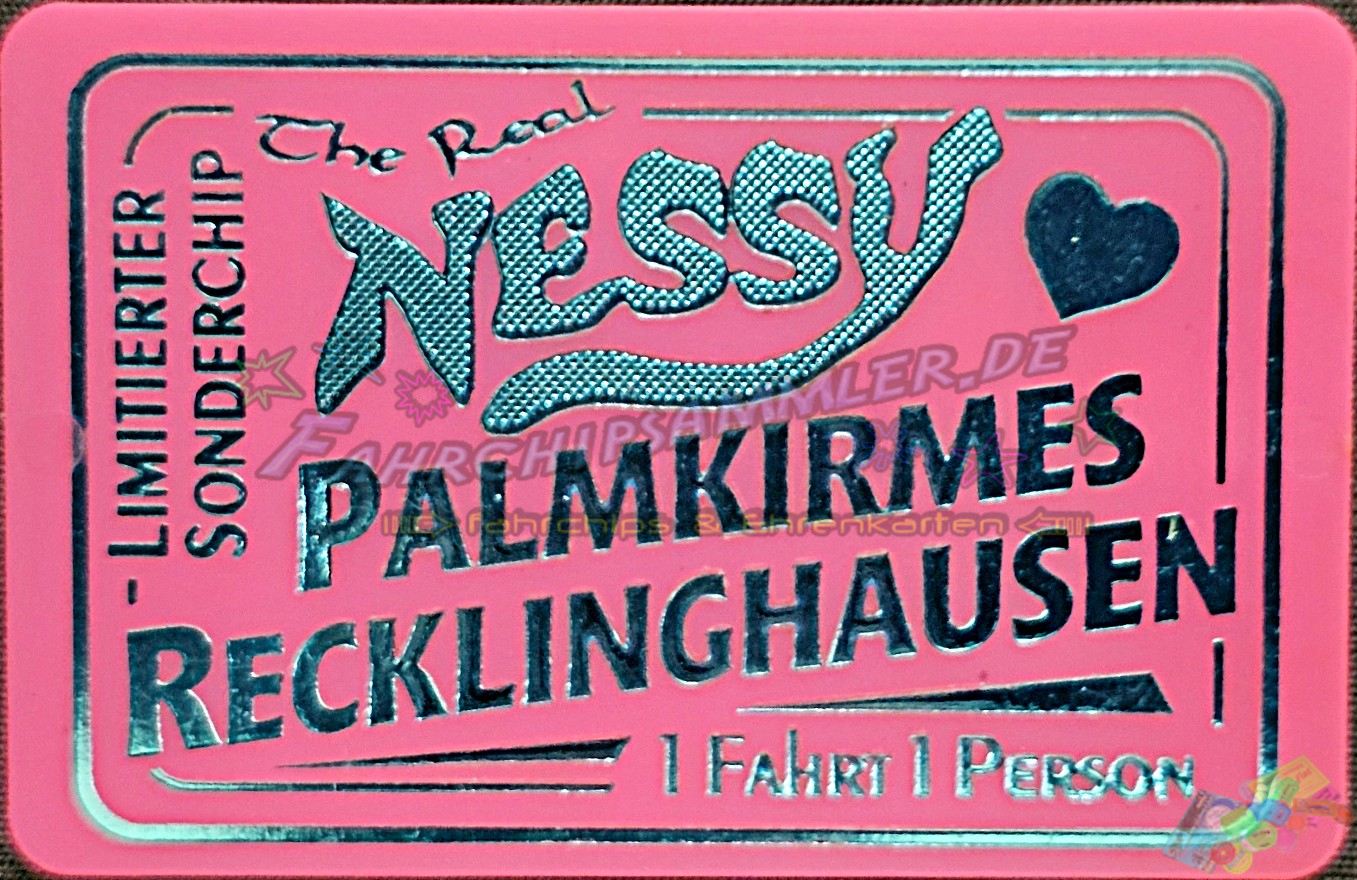 The Real
NESSY
LIMITIERTER
SONDERCHIP
FAHRCHIPSAMMLER.DE
PALMKIRMES
fahrchips & Ehrenkarten
RECKLINGHAUSEN
1 FAHRT 1 PERSON